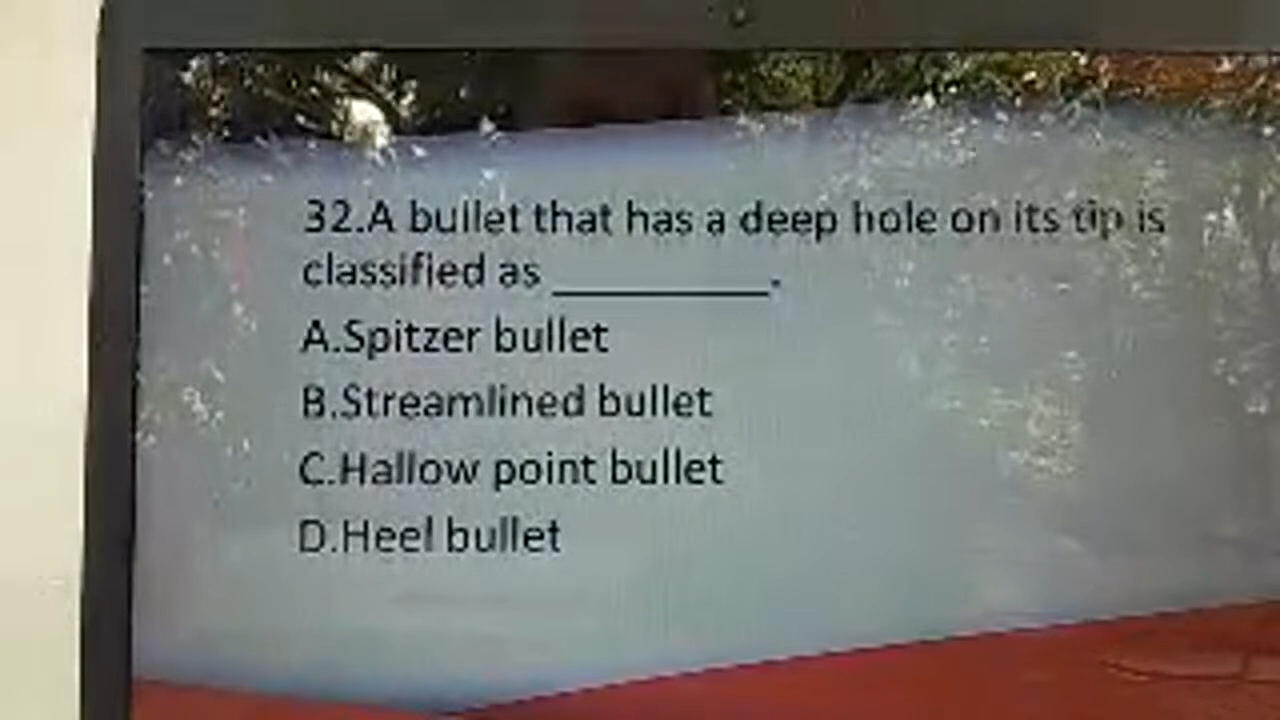 32.A bullet that has a deep hole on its tip is
classified as __________.
A.Spitzer bullet
B.Streamlined bullet
C.Hallow point bullet
D.Heel bullet